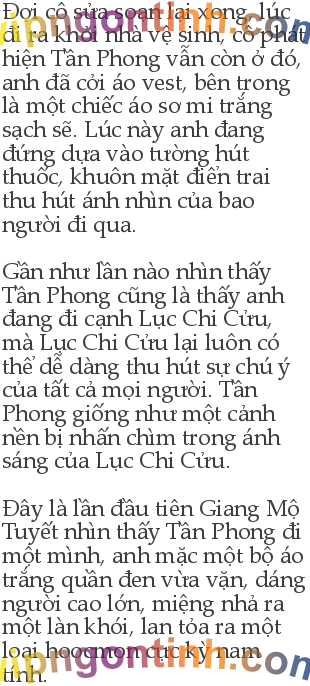 Đợi cô sửa soạn lại xong, lúc
đi ra khỏi nhà vệ sinh, cô phát
hiện Tần Phong vẫn còn ở đó,
anh đã cởi áo vest, bên trong
là một chiếc áo sơ mi trắng
sạch sẽ. Lúc này anh đang
đứng dựa vào tường hút
thuốc, khuôn mặt điển trai
thu hút ánh nhìn của bao
người đi qua.
Gần như lần nào nhìn thấy
Tần Phong cũng là thấy anh
đang đi cạnh Lục Chi Cửu,
mà Lục Chi Cửu lại luôn có
thể dễ dàng thu hút sự chú ý
của tất cả mọi người. Tần
Phong giống như một cảnh
nền bị nhấn chìm trong ánh
sáng của Lục Chi Cửu.
Đây là lần đầu tiên Giang Mộ
Tuyết nhìn thấy Tần Phong đi
một mình, anh mặc một bộ áo
trắng quần đen vừa vặn, dáng
người cao lớn, miệng nhả ra
một làn khói, lan tỏa ra một
loại hoocmon cực kỳ nam
tính.
vipngontinh.com
vipngontinh.com